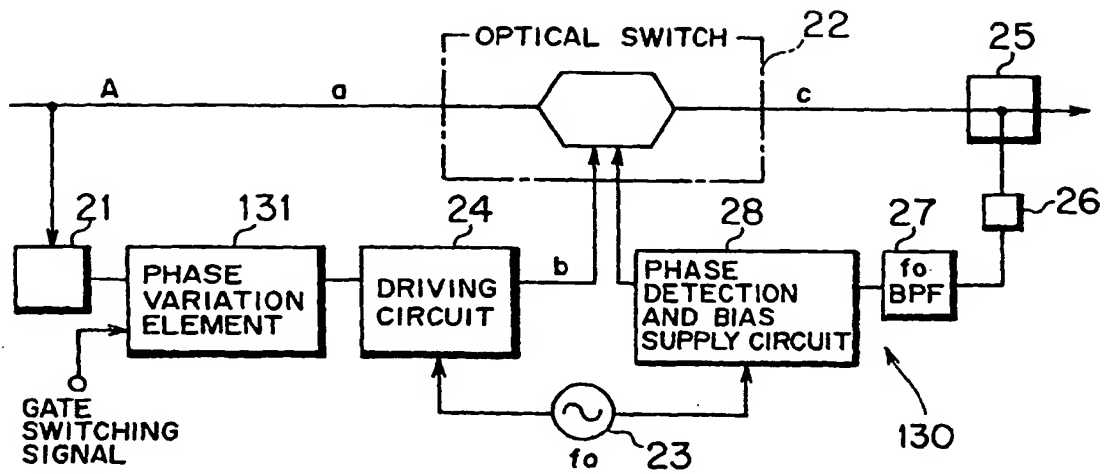 OPTICAL SWITCH
22
25
A
a
c
21
131
24
b
28
27
26
PHASE
VARIATION
ELEMENT
DRIVING
CIRCUIT
PHASE
DETECTION
AND BIAS
SUPPLY CIRCUIT
fo
BPF
GATE
SWITCHING
SIGNAL
fo
23
130